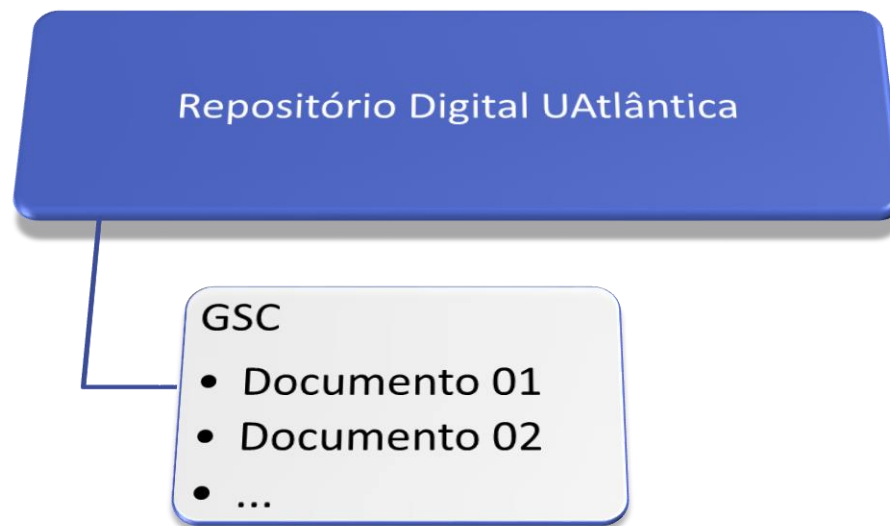 Repositório Digital UAtlântica
GSC
• Documento 01
• Documento 02
• ...